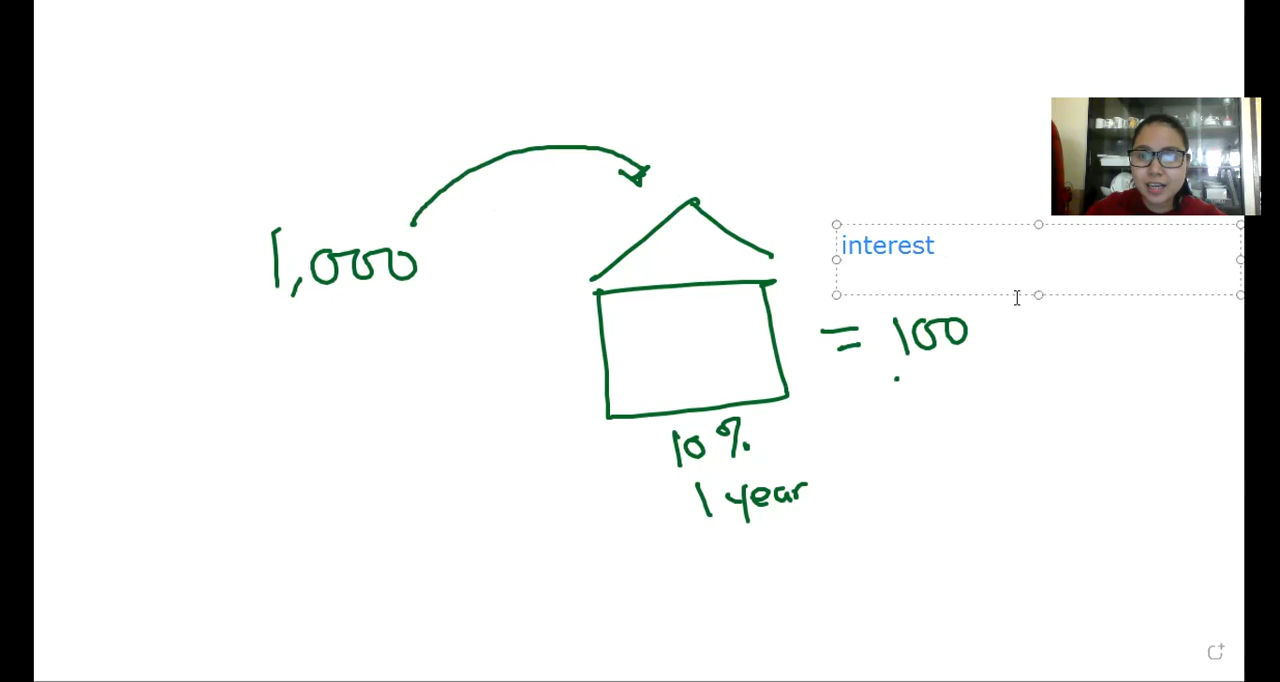 1,000
interest
= 100
10%
1 year